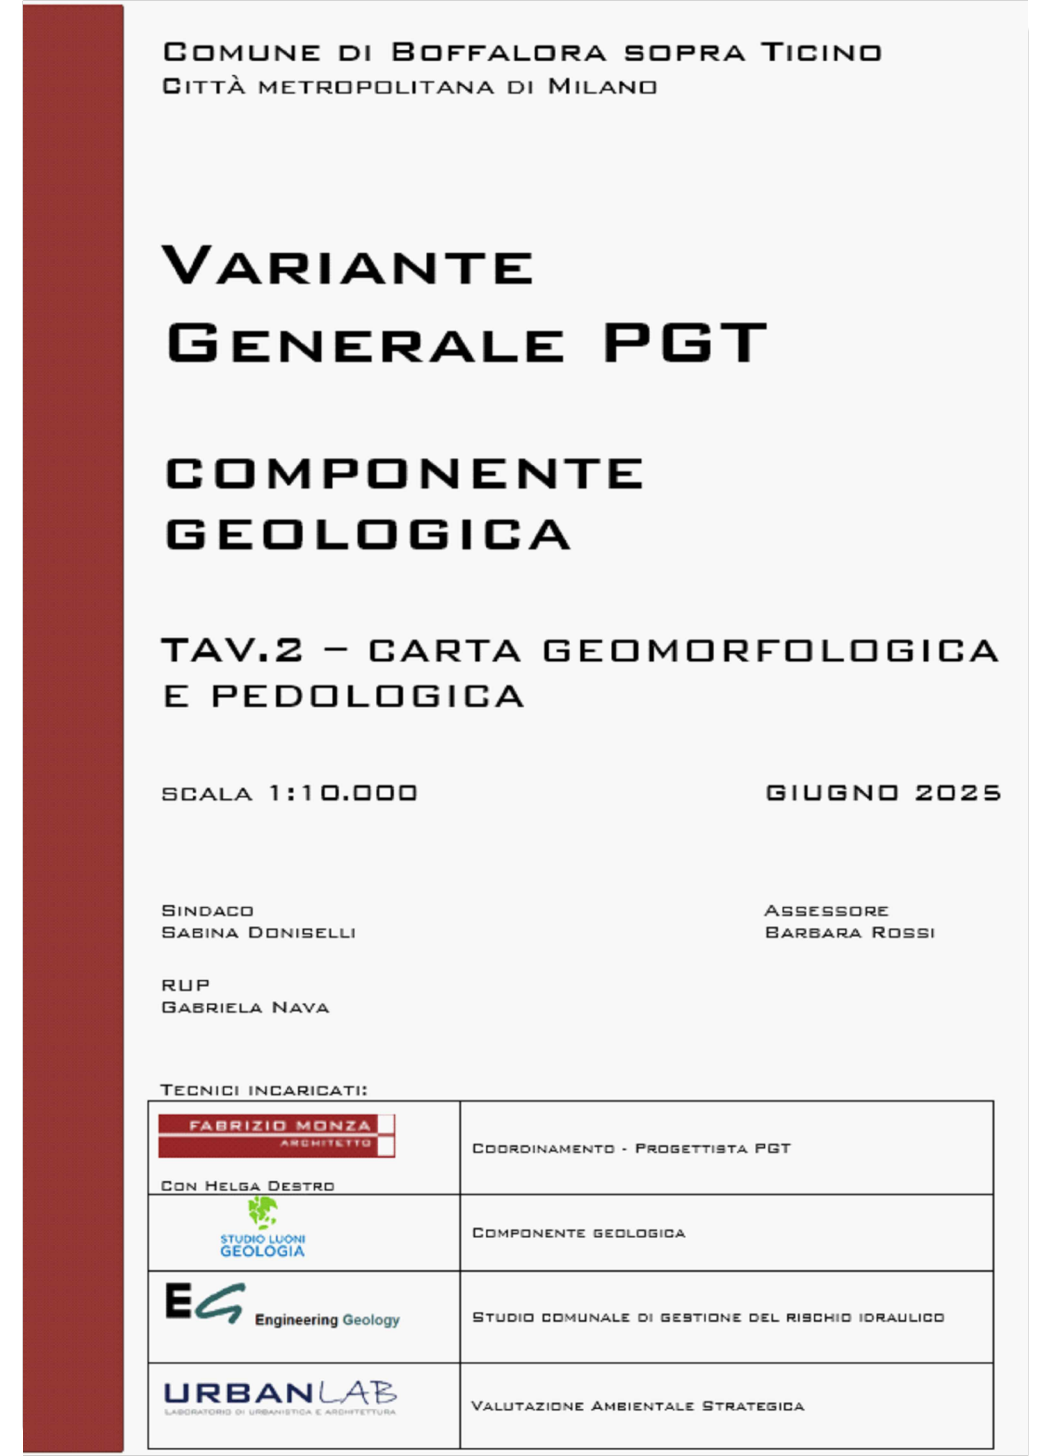 Comune di Boffalora sopra Ticino
Città metropolitana di Milano
Variante
Generale PGT
componente
geologica
TAV.2 – CARTA GEOMORFOLOGICA
E PEDOLOGICA
scala 1:10.000
GIUGNO 2025
Sindaco
Sabina Doniselli
Assessore
Barbara Rossi
RUP
Gabriela Nava
Tecnici incaricati:
FABRIZIO MONZA
ARCHITETTO
Con Helga Destro
Coordinamento - Progettista PGT
STUDIO LUONI
GEOLOGIA
Componente geologica
EG Engineering Geology
Studio comunale di gestione del rischio idraulico
URBANLAB
LABORATORIO DI URBANISTICA E ARCHITETTURA
Valutazione Ambientale Strategica